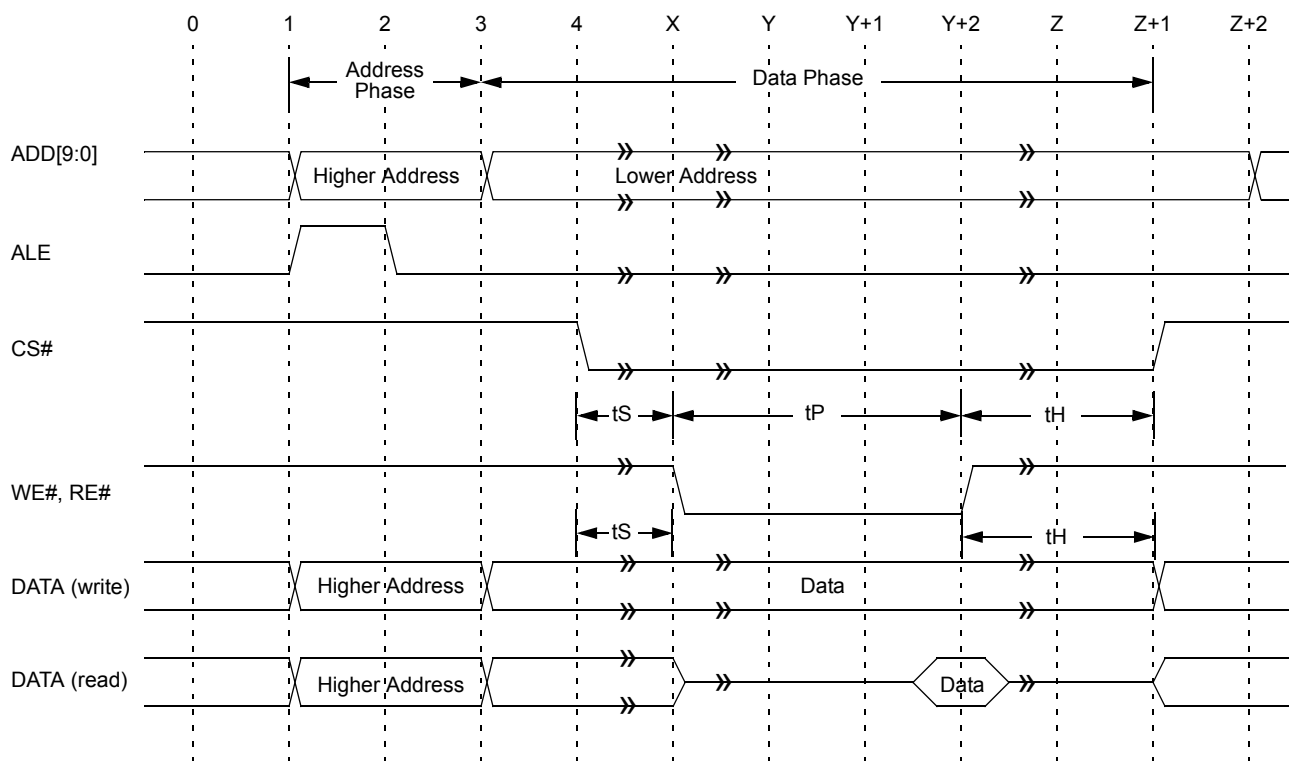 0 1 2 3 4 X Y Y+1 Y+2 Z Z+1 Z+2
Address
Phase
Data Phase
ADD[9:0]
Higher Address
Lower Address
ALE
CS#
tS
tP
tH
WE#, RE#
tS
tH
DATA (write)
Higher Address
Data
DATA (read)
Higher Address
Data